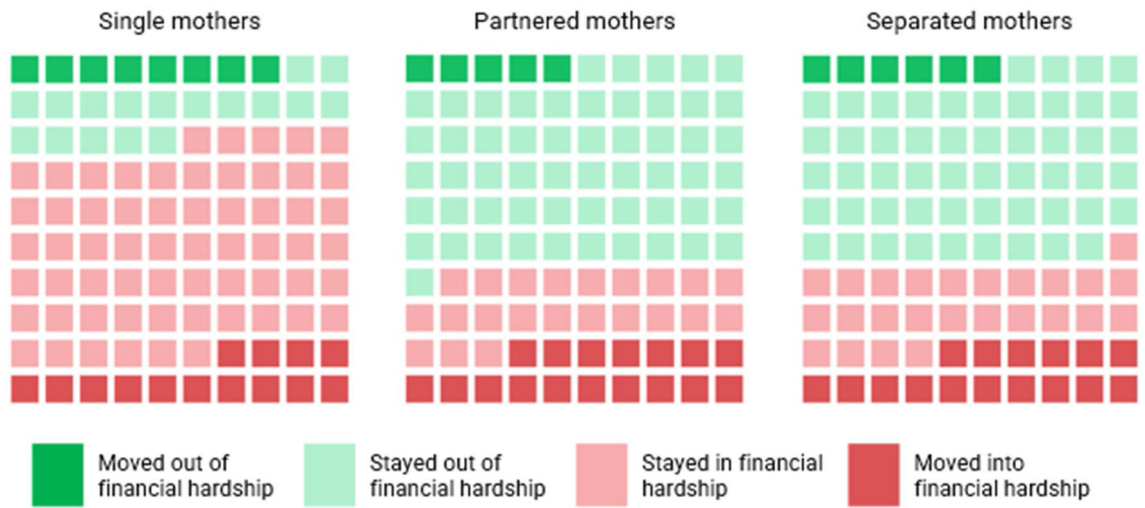 Single mothers
Partnered mothers
Separated mothers
Moved out of
financial hardship
Stayed out of
financial hardship
Stayed in financial
hardship
Moved into
financial hardship